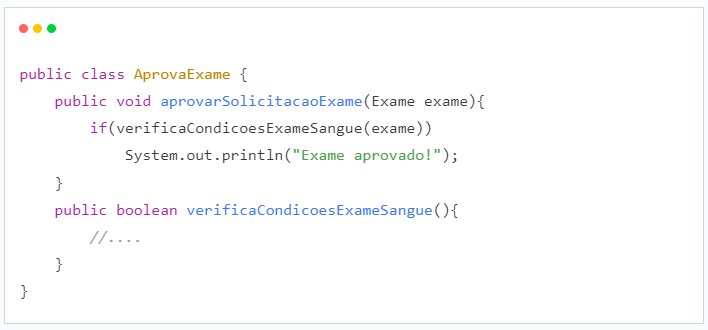 public class AprovaExame {
    public void aprovarSolicitacaoExame(Exame exame){
        if(verificaCondicoesExameSangue(exame))
            System.out.println("Exame aprovado!");
    }
    public boolean verificaCondicoesExameSangue(){
        //....
    }
}